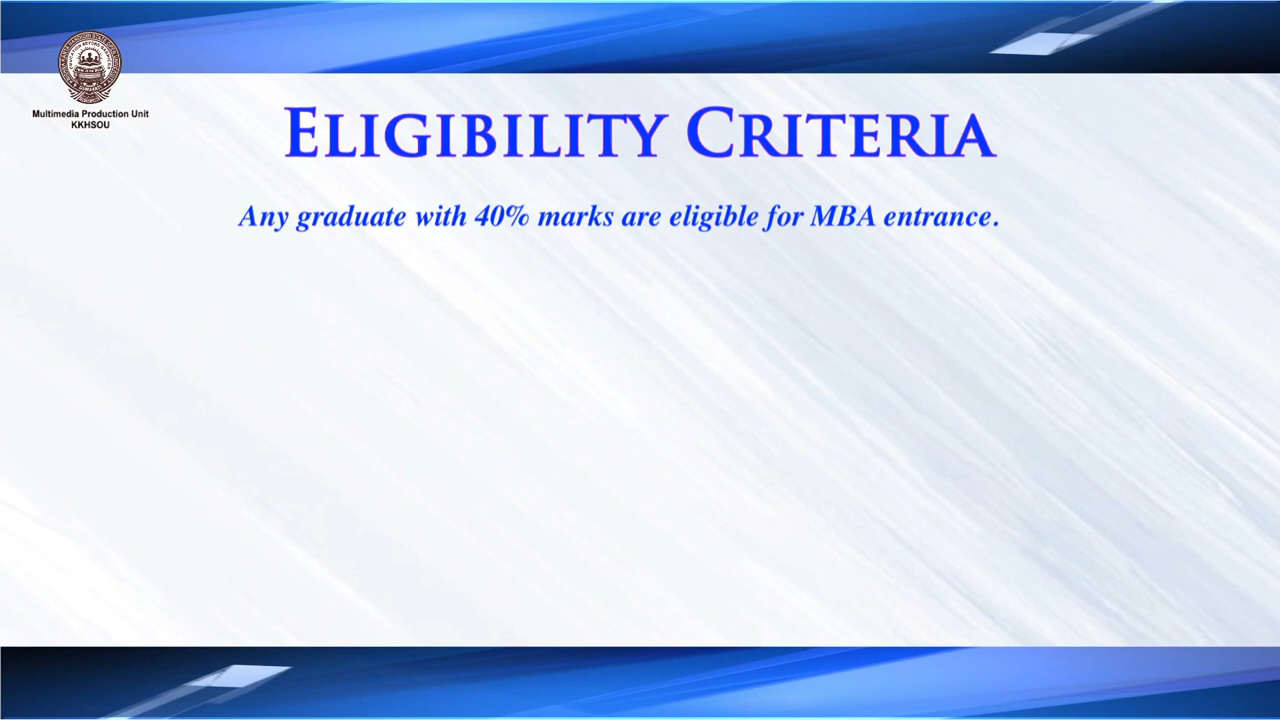 Multimedia Production Unit
KKHSOU
ELIGIBILITY CRITERIA
Any graduate with 40% marks are eligible for MBA entrance.